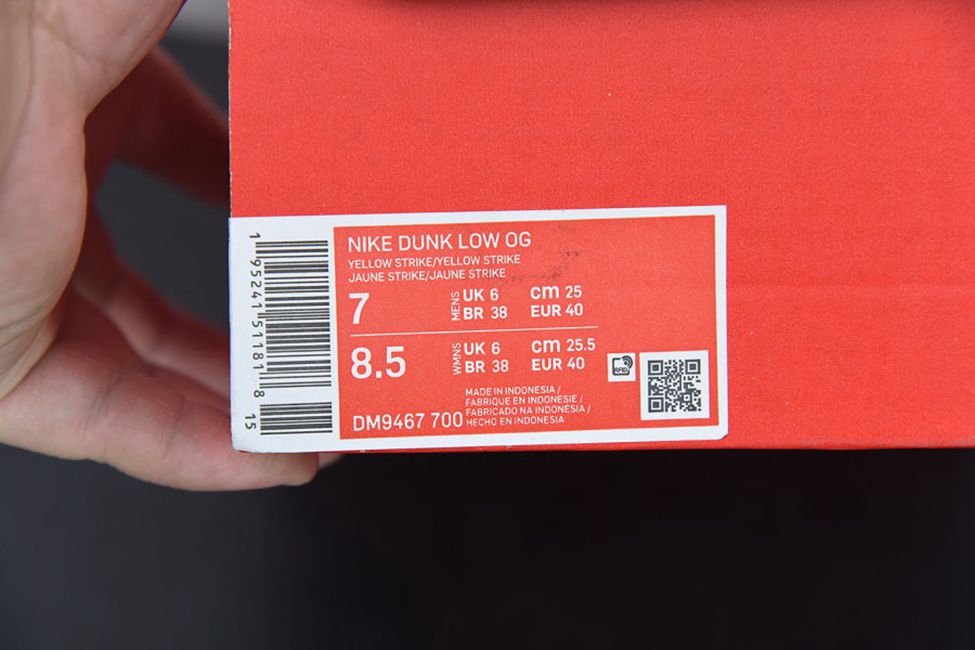 NIKE DUNK LOW OG
YELLOW STRIKE/YELLOW STRIKE
JAUNE STRIKE/JAUNE STRIKE
7
MENS
UK 6 cm 25
BR 38 EUR 40
8.5
WMNS
UK 6 cm 25.5
BR 38 EUR 40
RFID
MADE IN INDONESIA /
FABRIQUE EN INDONESIE /
FABRICADO NA INDONÉSIA /
HECHO EN INDONESIA
DM9467 700
1 95241 51181 8
15